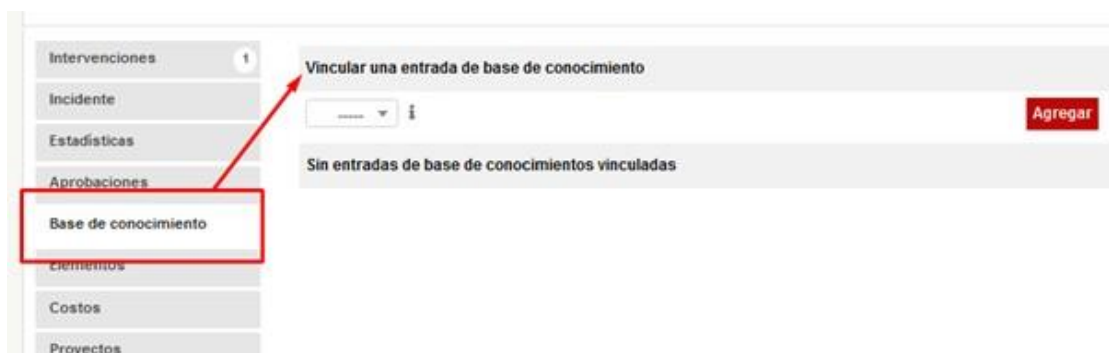 Intervenciones 1
Incidente
Estadísticas
Aprobaciones
Base de conocimiento
Elementos
Costos
Proyectos
Vincular una entrada de base de conocimiento
----- i
Agregar
Sin entradas de base de conocimientos vinculadas